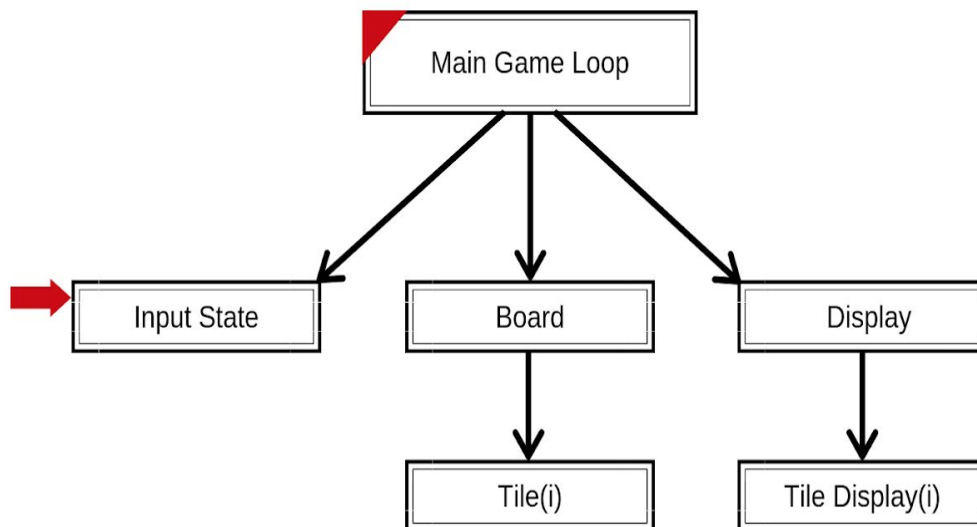 Main Game Loop
Input State
Board
Display
Tile(i)
Tile Display(i)